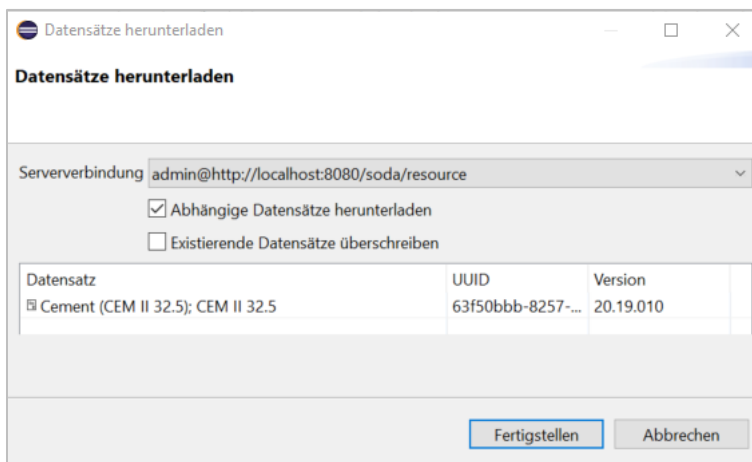 Datensätze herunterladen
Datensätze herunterladen
Serververbindung admin@http://localhost:8080/soda/resource
Abhängige Datensätze herunterladen
Existierende Datensätze überschreiben
Datensatz UUID Version
Cement (CEM II 32.5); CEM II 32.5 63f50bbb-8257-... 20.19.010
Fertigstellen Abbrechen